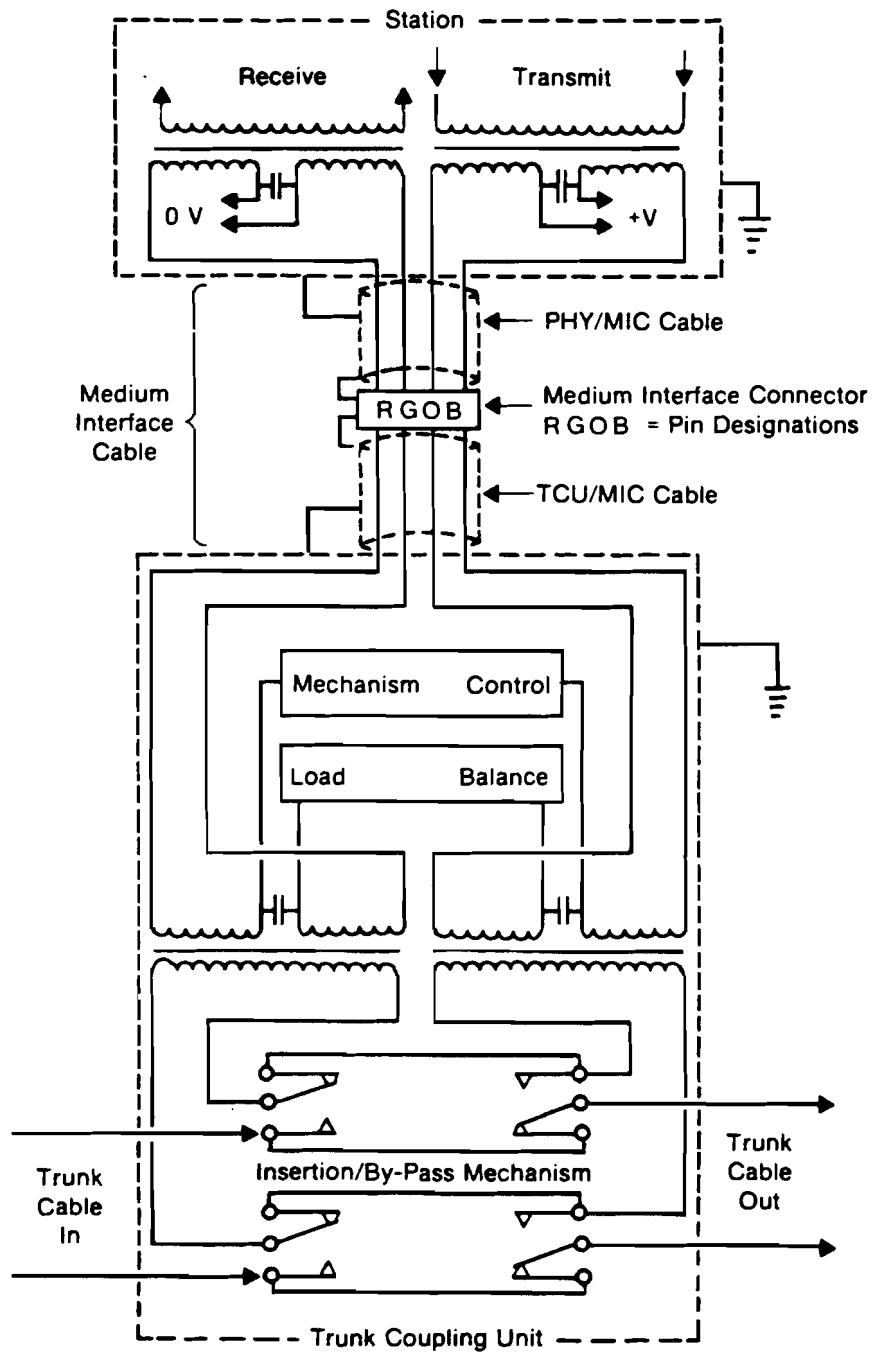 Station
Receive
Transmit
0 V
+V
PHY/MIC Cable
Medium
Interface
Cable
R G O B
Medium Interface Connector
R G O B = Pin Designations
TCU/MIC Cable
Mechanism Control
Load Balance
Trunk
Cable
In
Insertion/By-Pass Mechanism
Trunk
Cable
Out
Trunk Coupling Unit